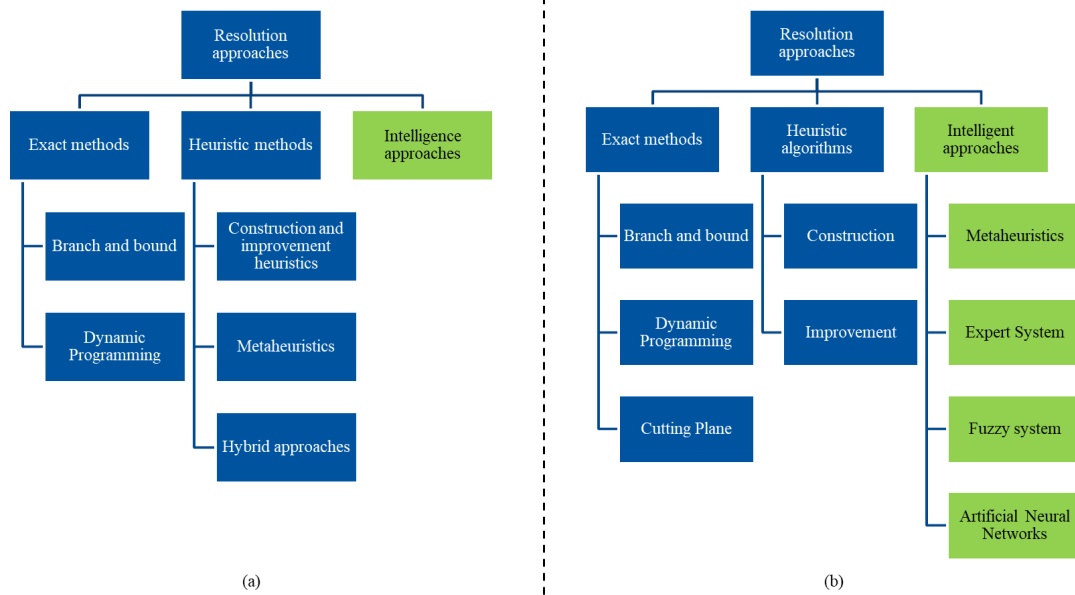 Resolution
approaches
Exact methods
Heuristic methods
Intelligence
approaches
Branch and bound
Construction and
improvement
heuristics
Dynamic
Programming
Metaheuristics
Hybrid approaches
(a)
Resolution
approaches
Exact methods
Heuristic
algorithms
Intelligent
approaches
Branch and bound
Construction
Metaheuristics
Dynamic
Programming
Improvement
Expert System
Cutting Plane
Fuzzy system
Artificial Neural
Networks
(b)